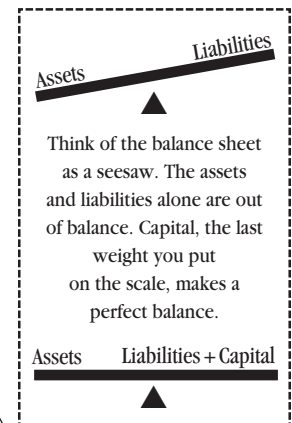 Assets Liabilities
Think of the balance sheet
as a seesaw. The assets
and liabilities alone are out
of balance. Capital, the last
weight you put
on the scale, makes a
perfect balance.
Assets Liabilities + Capital